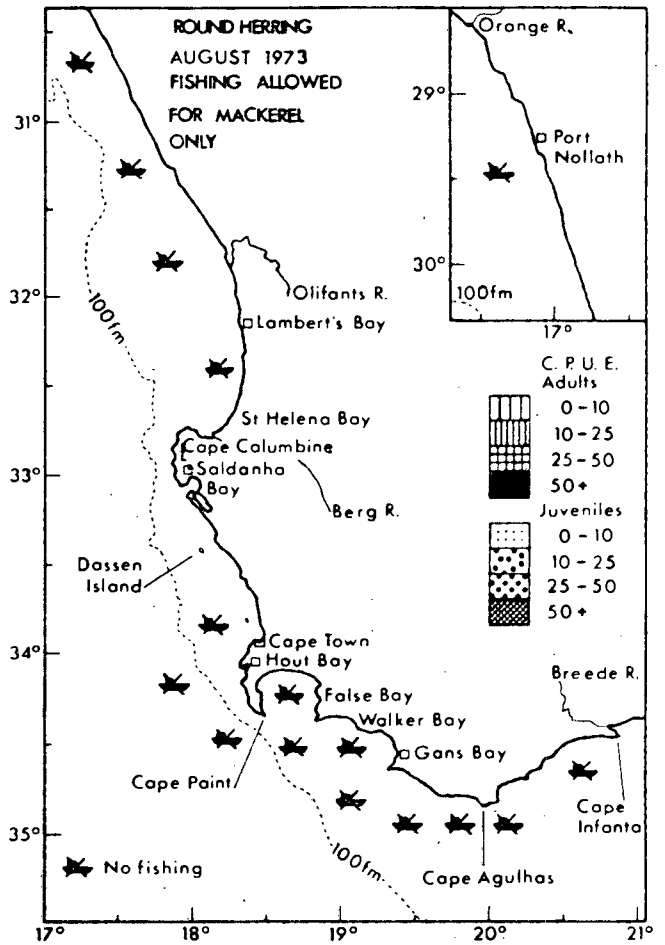 ROUND HERRING
AUGUST 1973
FISHING ALLOWED
FOR MACKEREL
ONLY
Orange R.
29°
Port
Nollath
30°
100fm
17°
31°
32°
33°
34°
35°
100fm
Olifants R.
Lambert's Bay
St Helena Bay
Cape Calumbine
Saldanha
Bay
Berg R.
Dassen
Island
Cape Town
Hout Bay
False Bay
Walker Bay
Gans Bay
Breede R.
Cape Paint
Cape
Infanta
Cape Agulhas
100fm
C. P. U. E.
Adults
0-10
10-25
25-50
50+
Juveniles
0-10
10-25
25-50
50+
No fishing
17°
18°
19°
20°
21°